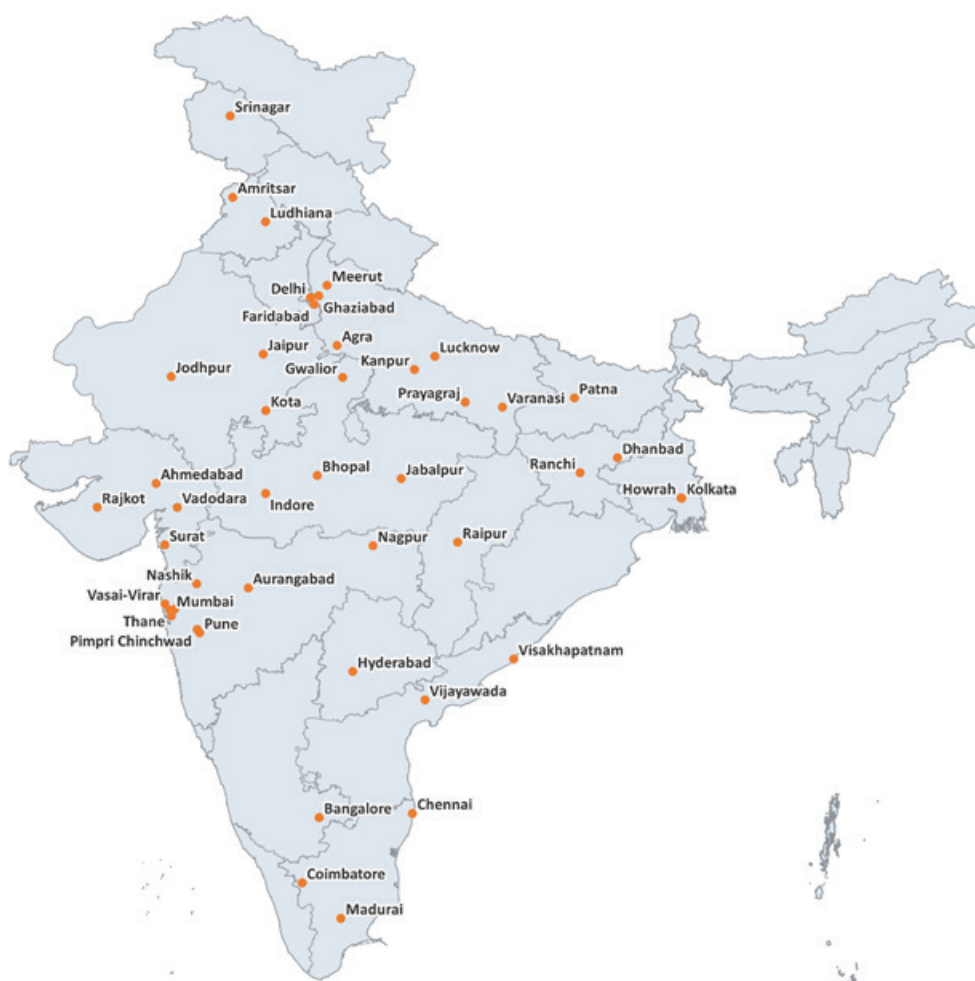 Srinagar
Amritsar
Ludhiana
Meerut
Delhi
Ghaziabad
Faridabad
Agra
Jaipur
Lucknow
Kanpur
Gwalior
Jodhpur
Prayagraj
Varanasi
Patna
Kota
Dhanbad
Ranchi
Bhopal
Jabalpur
Ahmedabad
Rajkot
Vadodara
Indore
Howrah
Kolkata
Surat
Nagpur
Raipur
Nashik
Aurangabad
Vasai-Virar
Mumbai
Thane
Pune
Pimpri Chinchwad
Hyderabad
Visakhapatnam
Vijayawada
Bangalore
Chennai
Coimbatore
Madurai